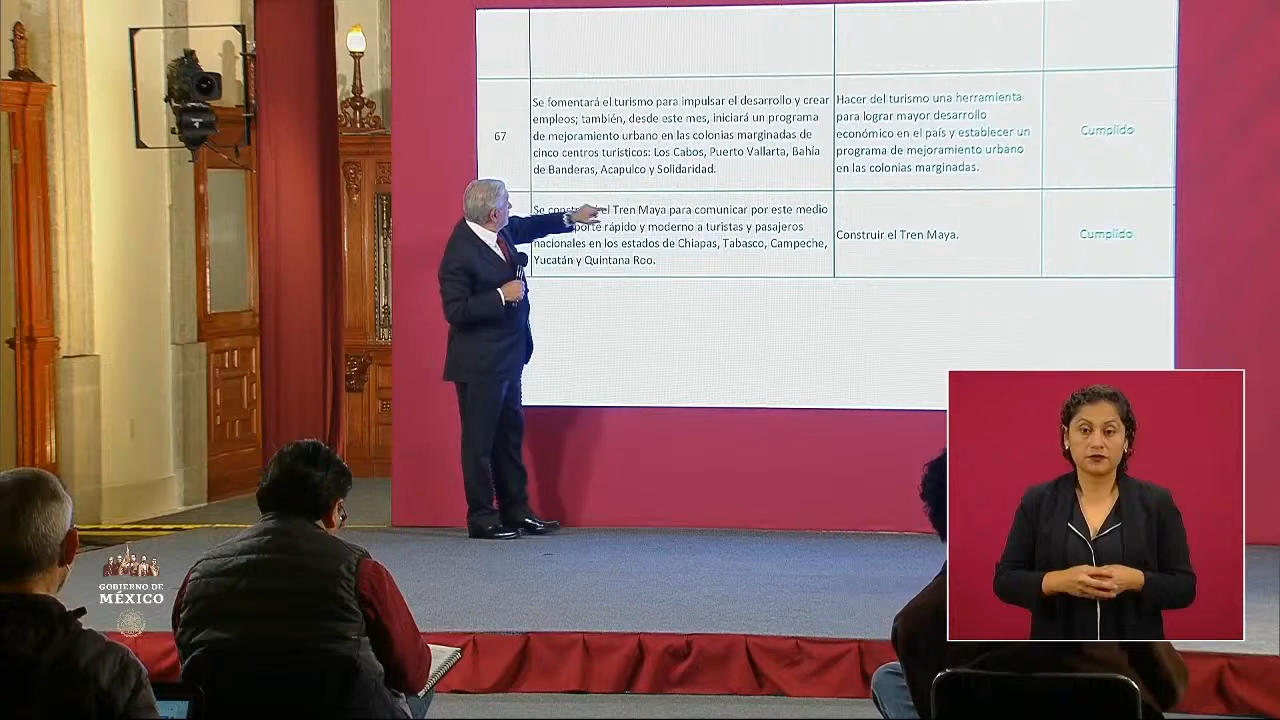 67
Se fomentará el turismo para impulsar el desarrollo y crear
empleos; también, desde este mes, iniciará un programa
de mejoramiento urbano en las colonias marginadas de
cinco centros turísticos: Los Cabos, Puerto Vallarta, Bahía
de Banderas, Acapulco y Solidaridad.
Hacer del turismo una herramienta
para lograr mayor desarrollo
económico en el país y establecer un
programa de mejoramiento urbano
en las colonias marginadas.
Cumplido
Se el Tren Maya para comunicar por este medio
rápido y moderno a turistas y pasajeros
nacionales en los estados de Chiapas, Tabasco, Campeche,
Yucatán y Quintana Roo.
Construir el Tren Maya.
Cumplido
GOBIERNO DE
MÉXICO